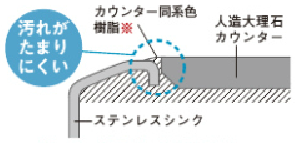 汚れが
たまり
にくい
カウンター同系色
樹脂※
人造大理石
カウンター
ステンレスシンク